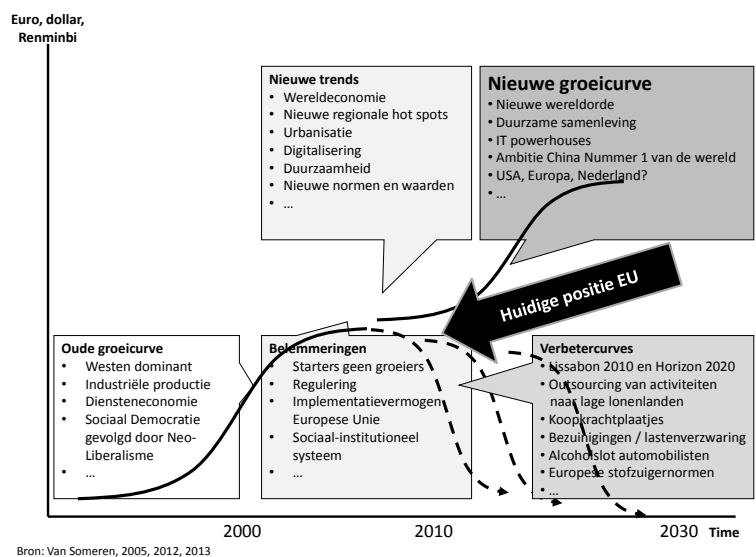 Euro, dollar,
Renminbi
Nieuwe trends
• Wereldeconomie
• Nieuwe regionale hot spots
• Urbanisatie
• Digitalisering
• Duurzaamheid
• Nieuwe normen en waarden
• ...
Nieuwe groeicurve
• Nieuwe wereldorde
• Duurzame samenleving
• IT powerhouses
• Ambitie China Nummer 1 van de wereld
• USA, Europa, Nederland?
• ...
Huidige positie EU
Oude groeicurve
• Westen dominant
• Industriële productie
• Diensteneconomie
• Sociaal Democratie
gevolgd door Neo-
Liberalisme
• ...
Belemmeringen
• Starters geen groeiers
• Regulering
• Implementatievermogen
Europese Unie
• Sociaal-institutioneel
systeem
• ...
Verbetercurves
• Lissabon 2010 en Horizon 2020
• Outsourcing van activiteiten
naar lage lonenlanden
• Koopkrachtplaatjes
• Bezuinigingen / lastenverzwaring
• Alcoholslot automobilisten
• Europese stofzuigernormen
• ...
2000
2010
2030
Time
Bron: Van Someren, 2005, 2012, 2013